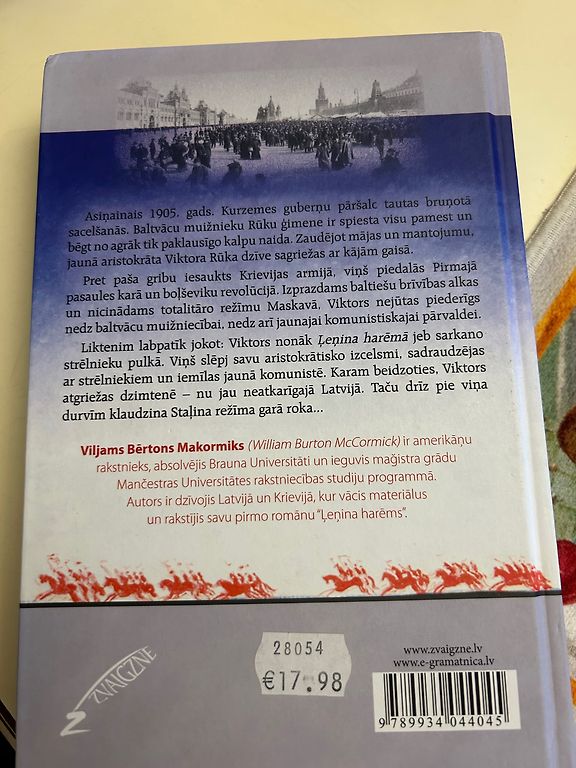 Asiņainais 1905. gads. Kurzemes guberņu pāršalc tautas bruņotā
sacelšanās. Baltvācu muižnieku Rūku ģimene ir spiesta visu pamest un
bēgt no agrāk tik paklausīgo kalpu naida. Zaudējot mājas un mantojumu,
jaunā aristokrāta Viktora Rūka dzīve sagriežas ar kājām gaisā.
Pret paša gribu iesaukts Krievijas armijā, viņš piedalās Pirmajā
pasaules karā un boļševiku revolūcijā. Izprazdams baltiešu brīvības alkas
un nicinādams totalitāro režīmu Maskavā, Viktors nejūtas piederīgs
nedz baltvācu muižniecībai, nedz arī jaunajai komunistiskajai pārvaldei.
Liktenim labpatīk jokot: Viktors nonāk Ļeņina harēmā jeb sarkano
strēlnieku pulkā. Viņš slēpj savu aristokrātisko izcelsmi, sadraudzējas
ar strēlniekiem un iemīlas jaunā komunistē. Karam beidzoties, Viktors
atgriežas dzimtenē – nu jau neatkarīgajā Latvijā. Taču drīz pie viņa
durvīm klaudzina Staļina režīma garā roka...
Viljams Bērtons Makormiks (William Burton McCormick) ir amerikāņu
rakstnieks, absolvējis Brauna Universitāti un ieguvis maģistra grādu
Mančestras Universitātes rakstniecības studiju programmā.
Autors ir dzīvojis Latvijā un Krievijā, kur vācis materiālus
un rakstījis savu pirmo romānu “Ļeņina harēms”.
Z ZVAIGZNE
28054
€17.98
www.zvaigzne.lv
www.e-gramatnica.lv
9 789934 044045